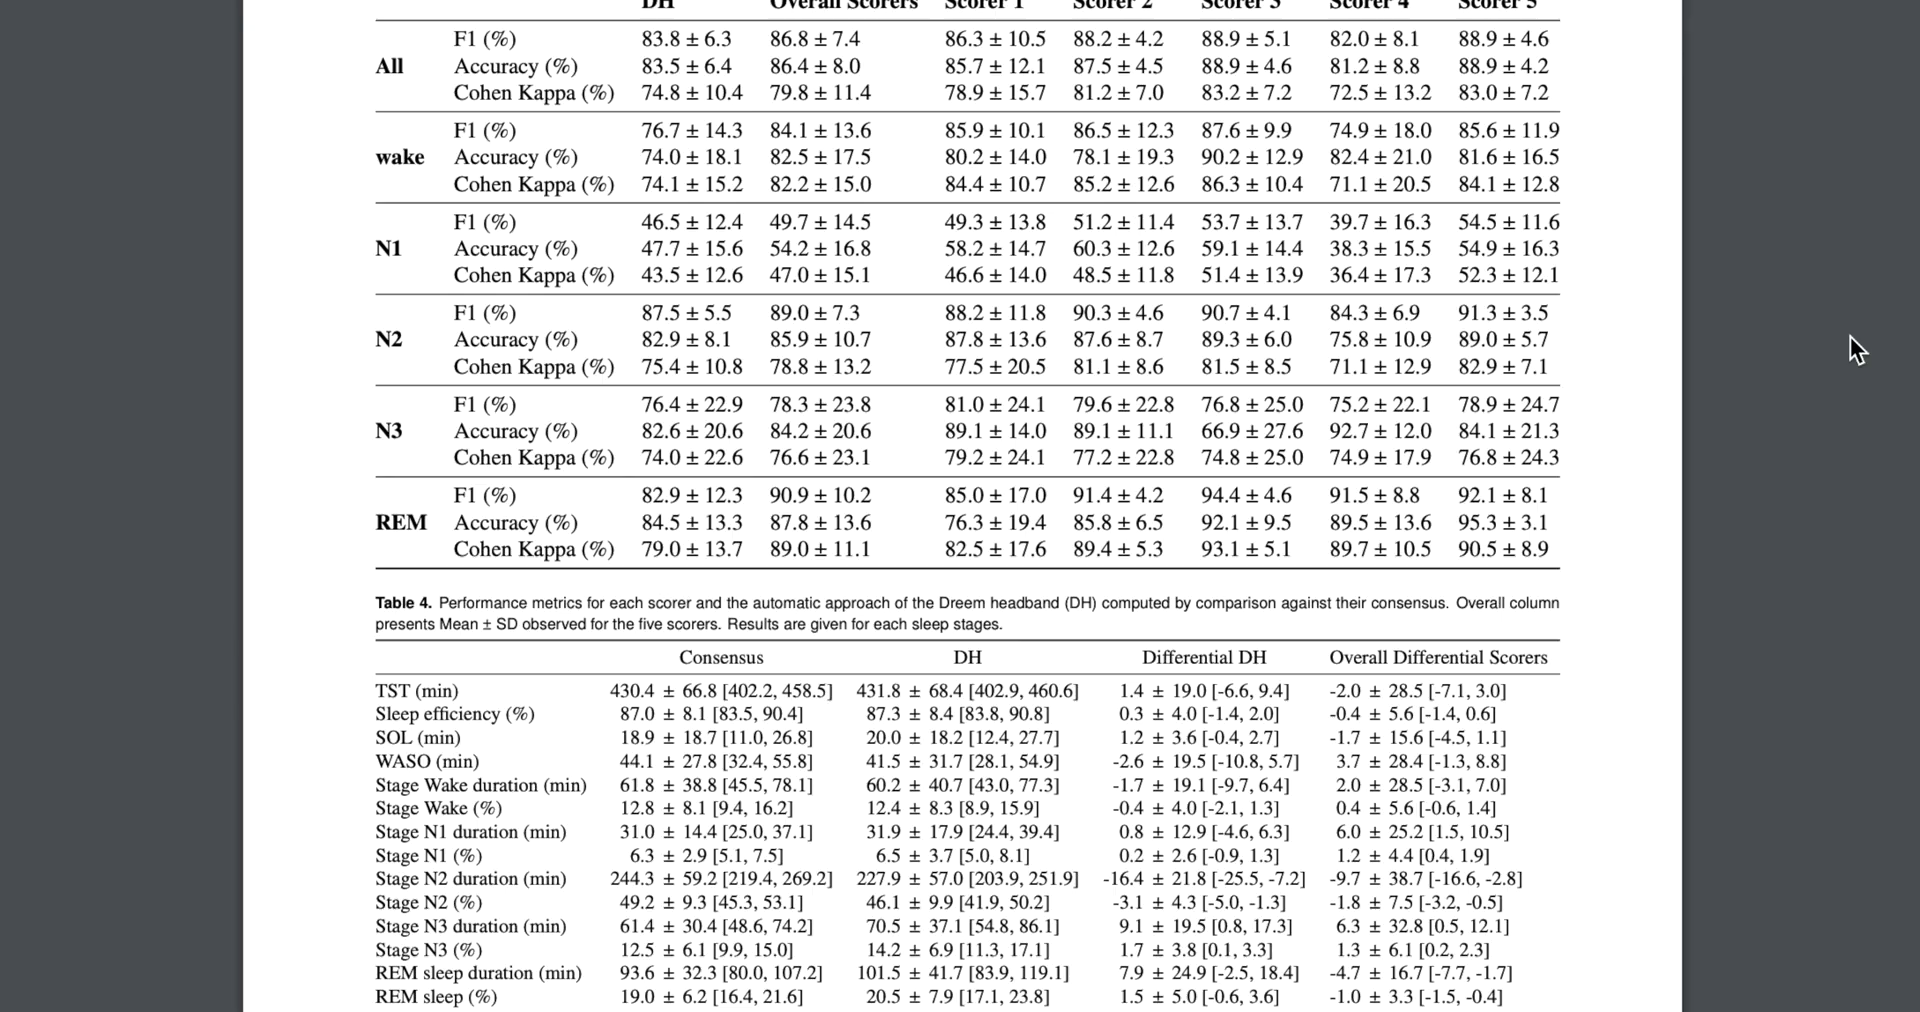 DH Overall Scorers Scorer 1 Scorer 2 Scorer 3 Scorer 4 Scorer 5
F1 (%) 83.8 ± 6.3 86.8 ± 7.4 86.3 ± 10.5 88.2 ± 4.2 88.9 ± 5.1 82.0 ± 8.1 88.9 ± 4.6
All Accuracy (%) 83.5 ± 6.4 86.4 ± 8.0 85.7 ± 12.1 87.5 ± 4.5 88.9 ± 4.6 81.2 ± 8.8 88.9 ± 4.2
Cohen Kappa (%) 74.8 ± 10.4 79.8 ± 11.4 78.9 ± 15.7 81.2 ± 7.0 83.2 ± 7.2 72.5 ± 13.2 83.0 ± 7.2
F1 (%) 76.7 ± 14.3 84.1 ± 13.6 85.9 ± 10.1 86.5 ± 12.3 87.6 ± 9.9 74.9 ± 18.0 85.6 ± 11.9
wake Accuracy (%) 74.0 ± 18.1 82.5 ± 17.5 80.2 ± 14.0 78.1 ± 19.3 90.2 ± 12.9 82.4 ± 21.0 81.6 ± 16.5
Cohen Kappa (%) 74.1 ± 15.2 82.2 ± 15.0 84.4 ± 10.7 85.2 ± 12.6 86.3 ± 10.4 71.1 ± 20.5 84.1 ± 12.8
F1 (%) 46.5 ± 12.4 49.7 ± 14.5 49.3 ± 13.8 51.2 ± 11.4 53.7 ± 13.7 39.7 ± 16.3 54.5 ± 11.6
N1 Accuracy (%) 47.7 ± 15.6 54.2 ± 16.8 58.2 ± 14.7 60.3 ± 12.6 59.1 ± 14.4 38.3 ± 15.5 54.9 ± 16.3
Cohen Kappa (%) 43.5 ± 12.6 47.0 ± 15.1 46.6 ± 14.0 48.5 ± 11.8 51.4 ± 13.9 36.4 ± 17.3 52.3 ± 12.1
F1 (%) 87.5 ± 5.5 89.0 ± 7.3 88.2 ± 11.8 90.3 ± 4.6 90.7 ± 4.1 84.3 ± 6.9 91.3 ± 3.5
N2 Accuracy (%) 82.9 ± 8.1 85.9 ± 10.7 87.8 ± 13.6 87.6 ± 8.7 89.3 ± 6.0 75.8 ± 10.9 89.0 ± 5.7
Cohen Kappa (%) 75.4 ± 10.8 78.8 ± 13.2 77.5 ± 20.5 81.1 ± 8.6 81.5 ± 8.5 71.1 ± 12.9 82.9 ± 7.1
F1 (%) 76.4 ± 22.9 78.3 ± 23.8 81.0 ± 24.1 79.6 ± 22.8 76.8 ± 25.0 75.2 ± 22.1 78.9 ± 24.7
N3 Accuracy (%) 82.6 ± 20.6 84.2 ± 20.6 89.1 ± 14.0 89.1 ± 11.1 66.9 ± 27.6 92.7 ± 12.0 84.1 ± 21.3
Cohen Kappa (%) 74.0 ± 22.6 76.6 ± 23.1 79.2 ± 24.1 77.2 ± 22.8 74.8 ± 25.0 74.9 ± 17.9 76.8 ± 24.3
F1 (%) 82.9 ± 12.3 90.9 ± 10.2 85.0 ± 17.0 91.4 ± 4.2 94.4 ± 4.6 91.5 ± 8.8 92.1 ± 8.1
REM Accuracy (%) 84.5 ± 13.3 87.8 ± 13.6 76.3 ± 19.4 85.8 ± 6.5 92.1 ± 9.5 89.5 ± 13.6 95.3 ± 3.1
Cohen Kappa (%) 79.0 ± 13.7 89.0 ± 11.1 82.5 ± 17.6 89.4 ± 5.3 93.1 ± 5.1 89.7 ± 10.5 90.5 ± 8.9
Table 4. Performance metrics for each scorer and the automatic approach of the Dreem headband (DH) computed by comparison against their consensus. Overall column
presents Mean ± SD observed for the five scorers. Results are given for each sleep stages.
Consensus DH Differential DH Overall Differential Scorers
TST (min) 430.4 ± 66.8 [402.2, 458.5] 431.8 ± 68.4 [402.9, 460.6] 1.4 ± 19.0 [-6.6, 9.4] -2.0 ± 28.5 [-7.1, 3.0]
Sleep efficiency (%) 87.0 ± 8.1 [83.5, 90.4] 87.3 ± 8.4 [83.8, 90.8] 0.3 ± 4.0 [-1.4, 2.0] -0.4 ± 5.6 [-1.4, 0.6]
SOL (min) 18.9 ± 18.7 [11.0, 26.8] 20.0 ± 18.2 [12.4, 27.7] 1.2 ± 3.6 [-0.4, 2.7] -1.7 ± 15.6 [-4.5, 1.1]
WASO (min) 44.1 ± 27.8 [32.4, 55.8] 41.5 ± 31.7 [28.1, 54.9] -2.6 ± 19.5 [-10.8, 5.7] 3.7 ± 28.4 [-1.3, 8.8]
Stage Wake duration (min) 61.8 ± 38.8 [45.5, 78.1] 60.2 ± 40.7 [43.0, 77.3] -1.7 ± 19.1 [-9.7, 6.4] 2.0 ± 28.5 [-3.1, 7.0]
Stage Wake (%) 12.8 ± 8.1 [9.4, 16.2] 12.4 ± 8.3 [8.9, 15.9] -0.4 ± 4.0 [-2.1, 1.3] 0.4 ± 5.6 [-0.6, 1.4]
Stage N1 duration (min) 31.0 ± 14.4 [25.0, 37.1] 31.9 ± 17.9 [24.4, 39.4] 0.8 ± 12.9 [-4.6, 6.3] 6.0 ± 25.2 [1.5, 10.5]
Stage N1 (%) 6.3 ± 2.9 [5.1, 7.5] 6.5 ± 3.7 [5.0, 8.1] 0.2 ± 2.6 [-0.9, 1.3] 1.2 ± 4.4 [0.4, 1.9]
Stage N2 duration (min) 244.3 ± 59.2 [219.4, 269.2] 227.9 ± 57.0 [203.9, 251.9] -16.4 ± 21.8 [-25.5, -7.2] -9.7 ± 38.7 [-16.6, -2.8]
Stage N2 (%) 49.2 ± 9.3 [45.3, 53.1] 46.1 ± 9.9 [41.9, 50.2] -3.1 ± 4.3 [-5.0, -1.3] -1.8 ± 7.5 [-3.2, -0.5]
Stage N3 duration (min) 61.4 ± 30.4 [48.6, 74.2] 70.5 ± 37.1 [54.8, 86.1] 9.1 ± 19.5 [0.8, 17.3] 6.3 ± 32.8 [0.5, 12.1]
Stage N3 (%) 12.5 ± 6.1 [9.9, 15.0] 14.2 ± 6.9 [11.3, 17.1] 1.7 ± 3.8 [0.1, 3.3] 1.3 ± 6.1 [0.2, 2.3]
REM sleep duration (min) 93.6 ± 32.3 [80.0, 107.2] 101.5 ± 41.7 [83.9, 119.1] 7.9 ± 24.9 [-2.5, 18.4] -4.7 ± 16.7 [-7.7, -1.7]
REM sleep (%) 19.0 ± 6.2 [16.4, 21.6] 20.5 ± 7.9 [17.1, 23.8] 1.5 ± 5.0 [-0.6, 3.6] -1.0 ± 3.3 [-1.5, -0.4]